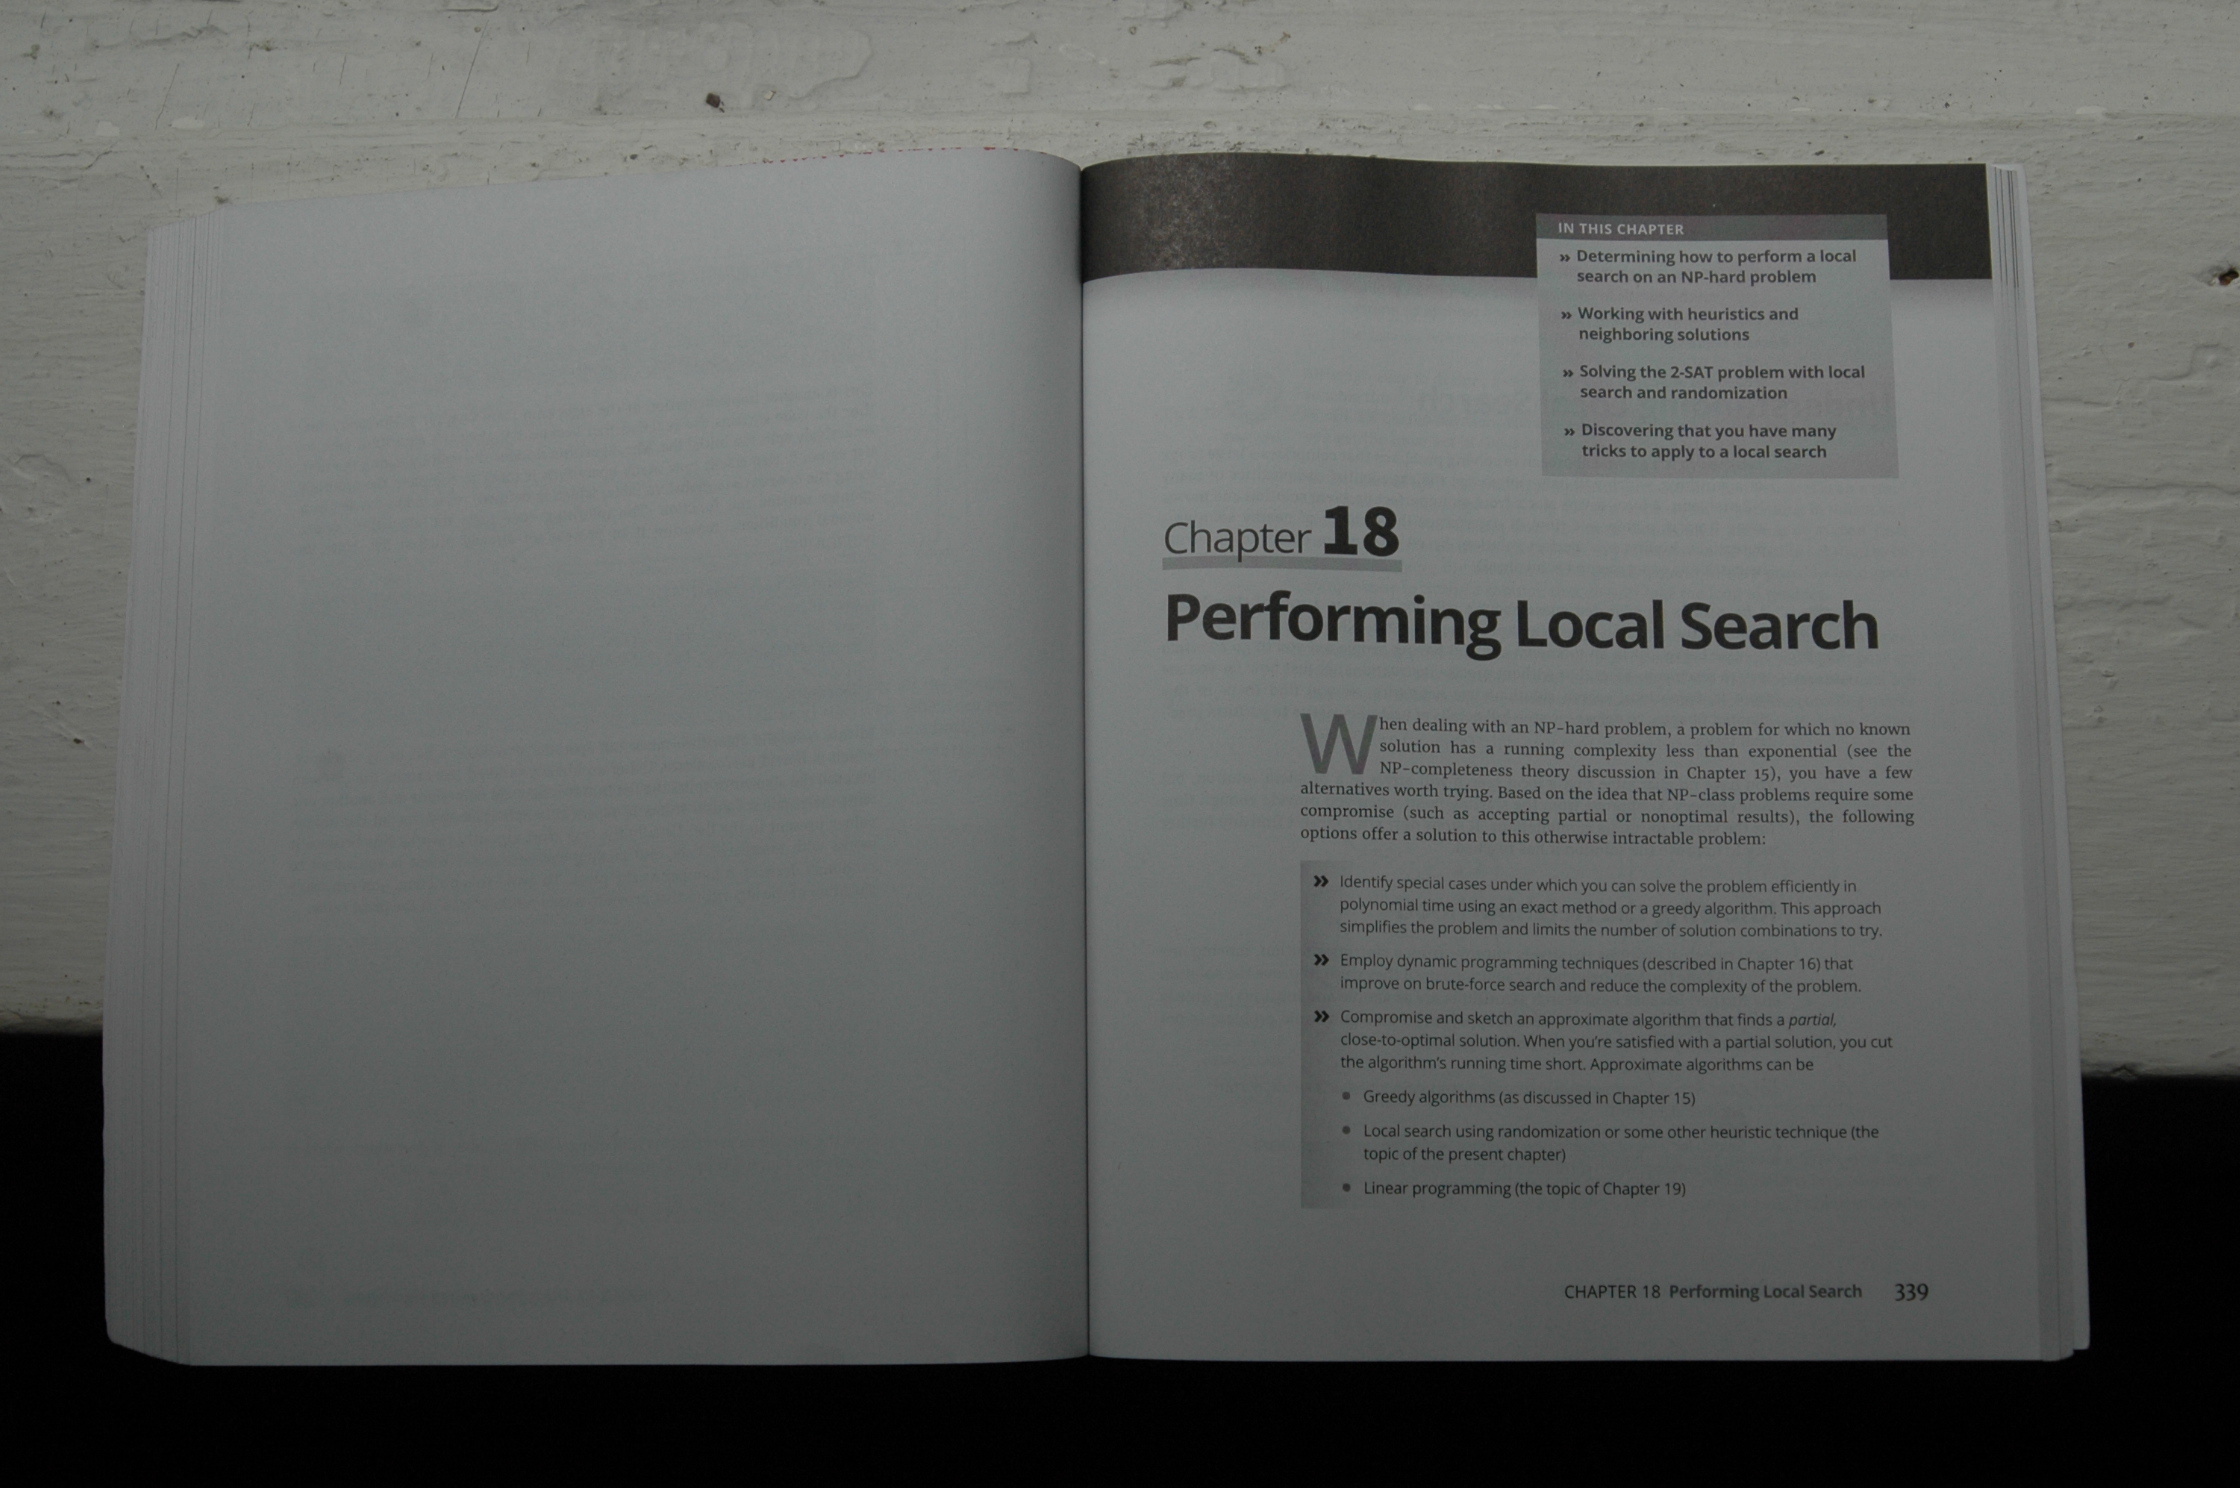 IN THIS CHAPTER
» Determining how to perform a local
search on an NP-hard problem
» Working with heuristics and
neighboring solutions
» Solving the 2-SAT problem with local
search and randomization
» Discovering that you have many
tricks to apply to a local search
Chapter 18
Performing Local Search
When dealing with an NP-hard problem, a problem for which no known
solution has a running complexity less than exponential (see the
NP-completeness theory discussion in Chapter 15), you have a few
alternatives worth trying. Based on the idea that NP-class problems require some
compromise (such as accepting partial or nonoptimal results), the following
options offer a solution to this otherwise intractable problem:
» Identify special cases under which you can solve the problem efficiently in
polynomial time using an exact method or a greedy algorithm. This approach
simplifies the problem and limits the number of solution combinations to try.
» Employ dynamic programming techniques (described in Chapter 16) that
improve on brute-force search and reduce the complexity of the problem.
» Compromise and sketch an approximate algorithm that finds a partial,
close-to-optimal solution. When you're satisfied with a partial solution, you cut
the algorithm's running time short. Approximate algorithms can be
• Greedy algorithms (as discussed in Chapter 15)
• Local search using randomization or some other heuristic technique (the
topic of the present chapter)
• Linear programming (the topic of Chapter 19)
CHAPTER 18 Performing Local Search 339